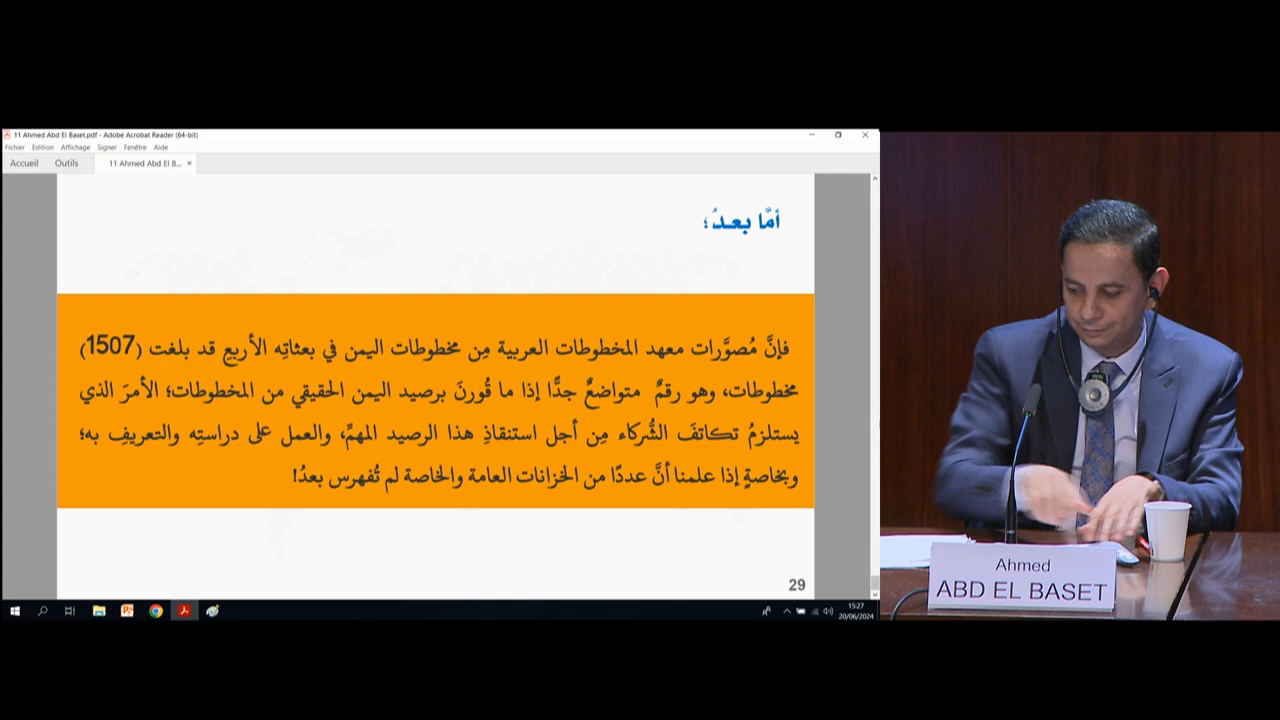 11 Ahmed Abd El Baset.pdf - Adobe Acrobat Reader (64-bit)
Fichier Edition Affichage Signer Fenêtre Aide
Accueil Outils 11 Ahmed Abd El B... ×
أمَّا بعدُ؛
فإنَّ مُصوَّرات معهد المخطوطات العربية مِن مخطوطات اليمن في بعثاتِه الأربعِ قد بلغت (1507)
مخطوطات، وهو رقمٌ متواضعٌ جدًّا إذا ما قُورنَ برصيد اليمن الحقيقي من المخطوطات؛ الأمرَ الذي
يستلزمُ تكاتفَ الشُّركاء مِن أجل استنقاذِ هذا الرصيد المهمِّ، والعمل على دراستِه والتعريفِ به؛
وبخاصةٍ إذا علمنا أنَّ عددًا من الخزانات العامة والخاصة لم تُفهرس بعدُ!
29
15:27
20/06/2024
Ahmed
ABD EL BASET